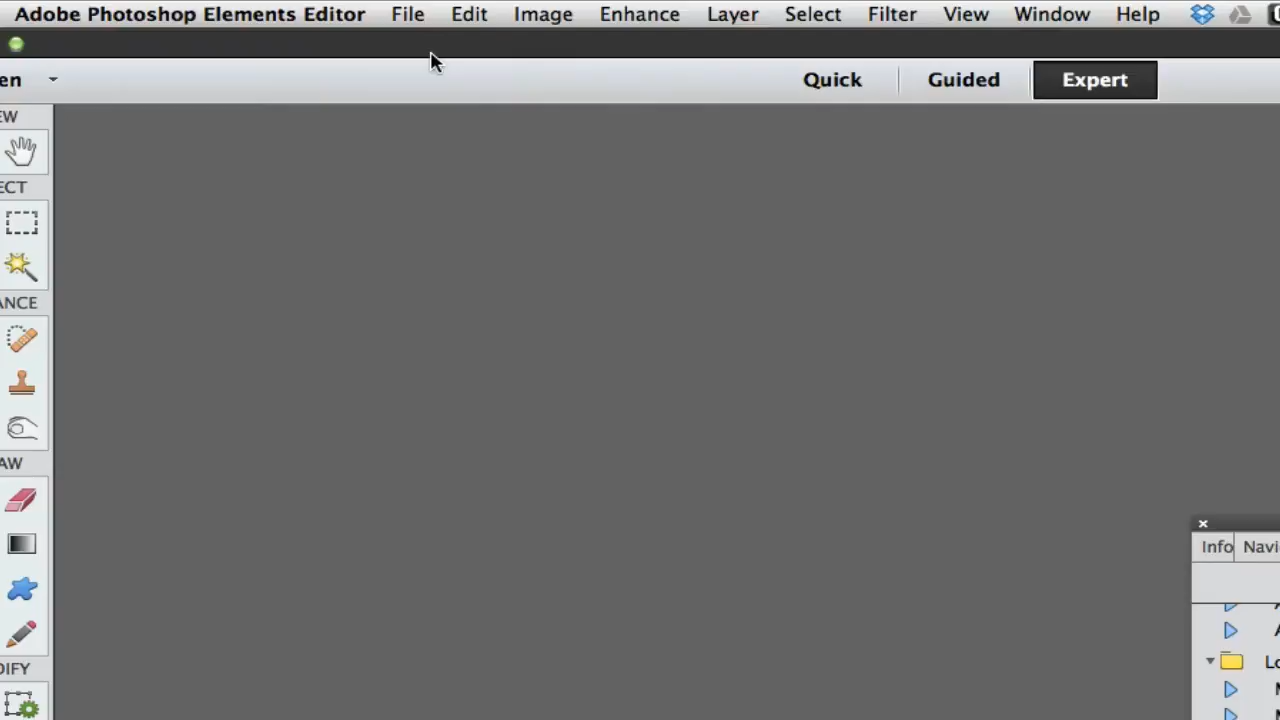 Adobe Photoshop Elements Editor File Edit Image Enhance Layer Select Filter View Window Help
en Quick Guided Expert
EW
ECT
ANCE
AW
Info Navi
DIFY